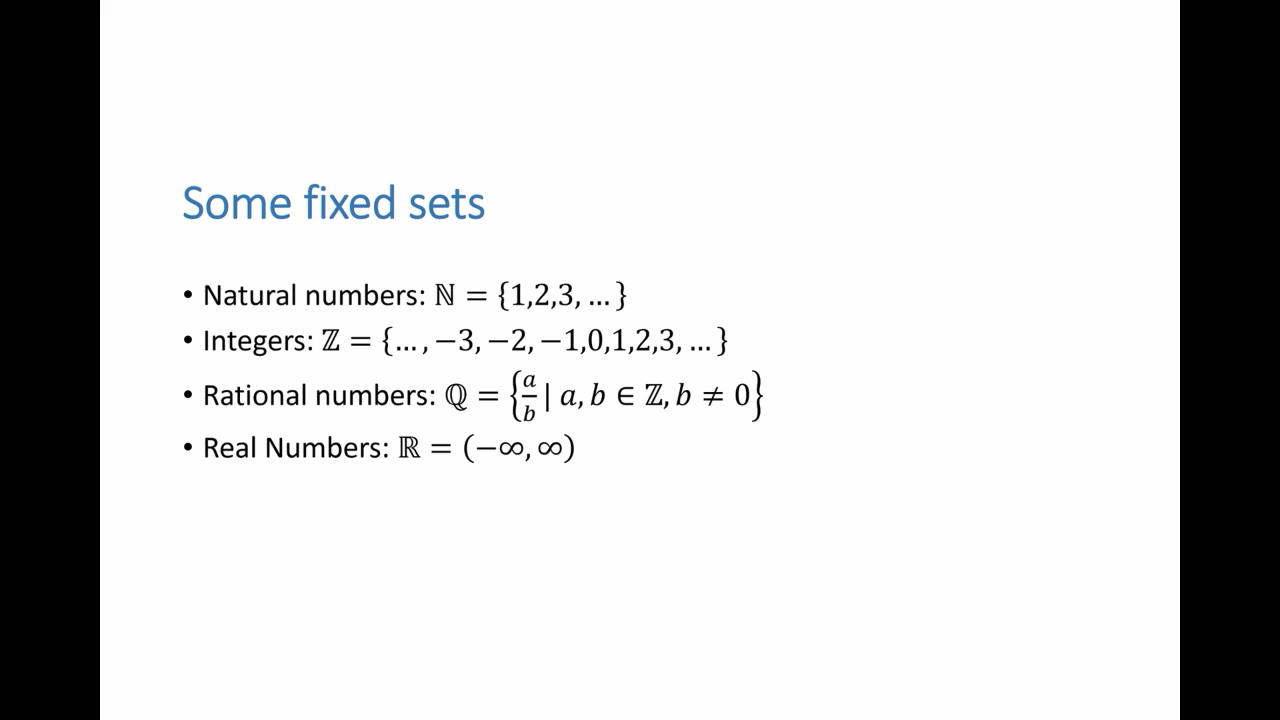 Some fixed sets
• Natural numbers: ℕ = {1,2,3, … }
• Integers: ℤ = {… , −3, −2, −1,0,1,2,3, … }
• Rational numbers: ℚ = {a/b | a, b ∈ ℤ, b ≠ 0}
• Real Numbers: ℝ = (−∞, ∞)